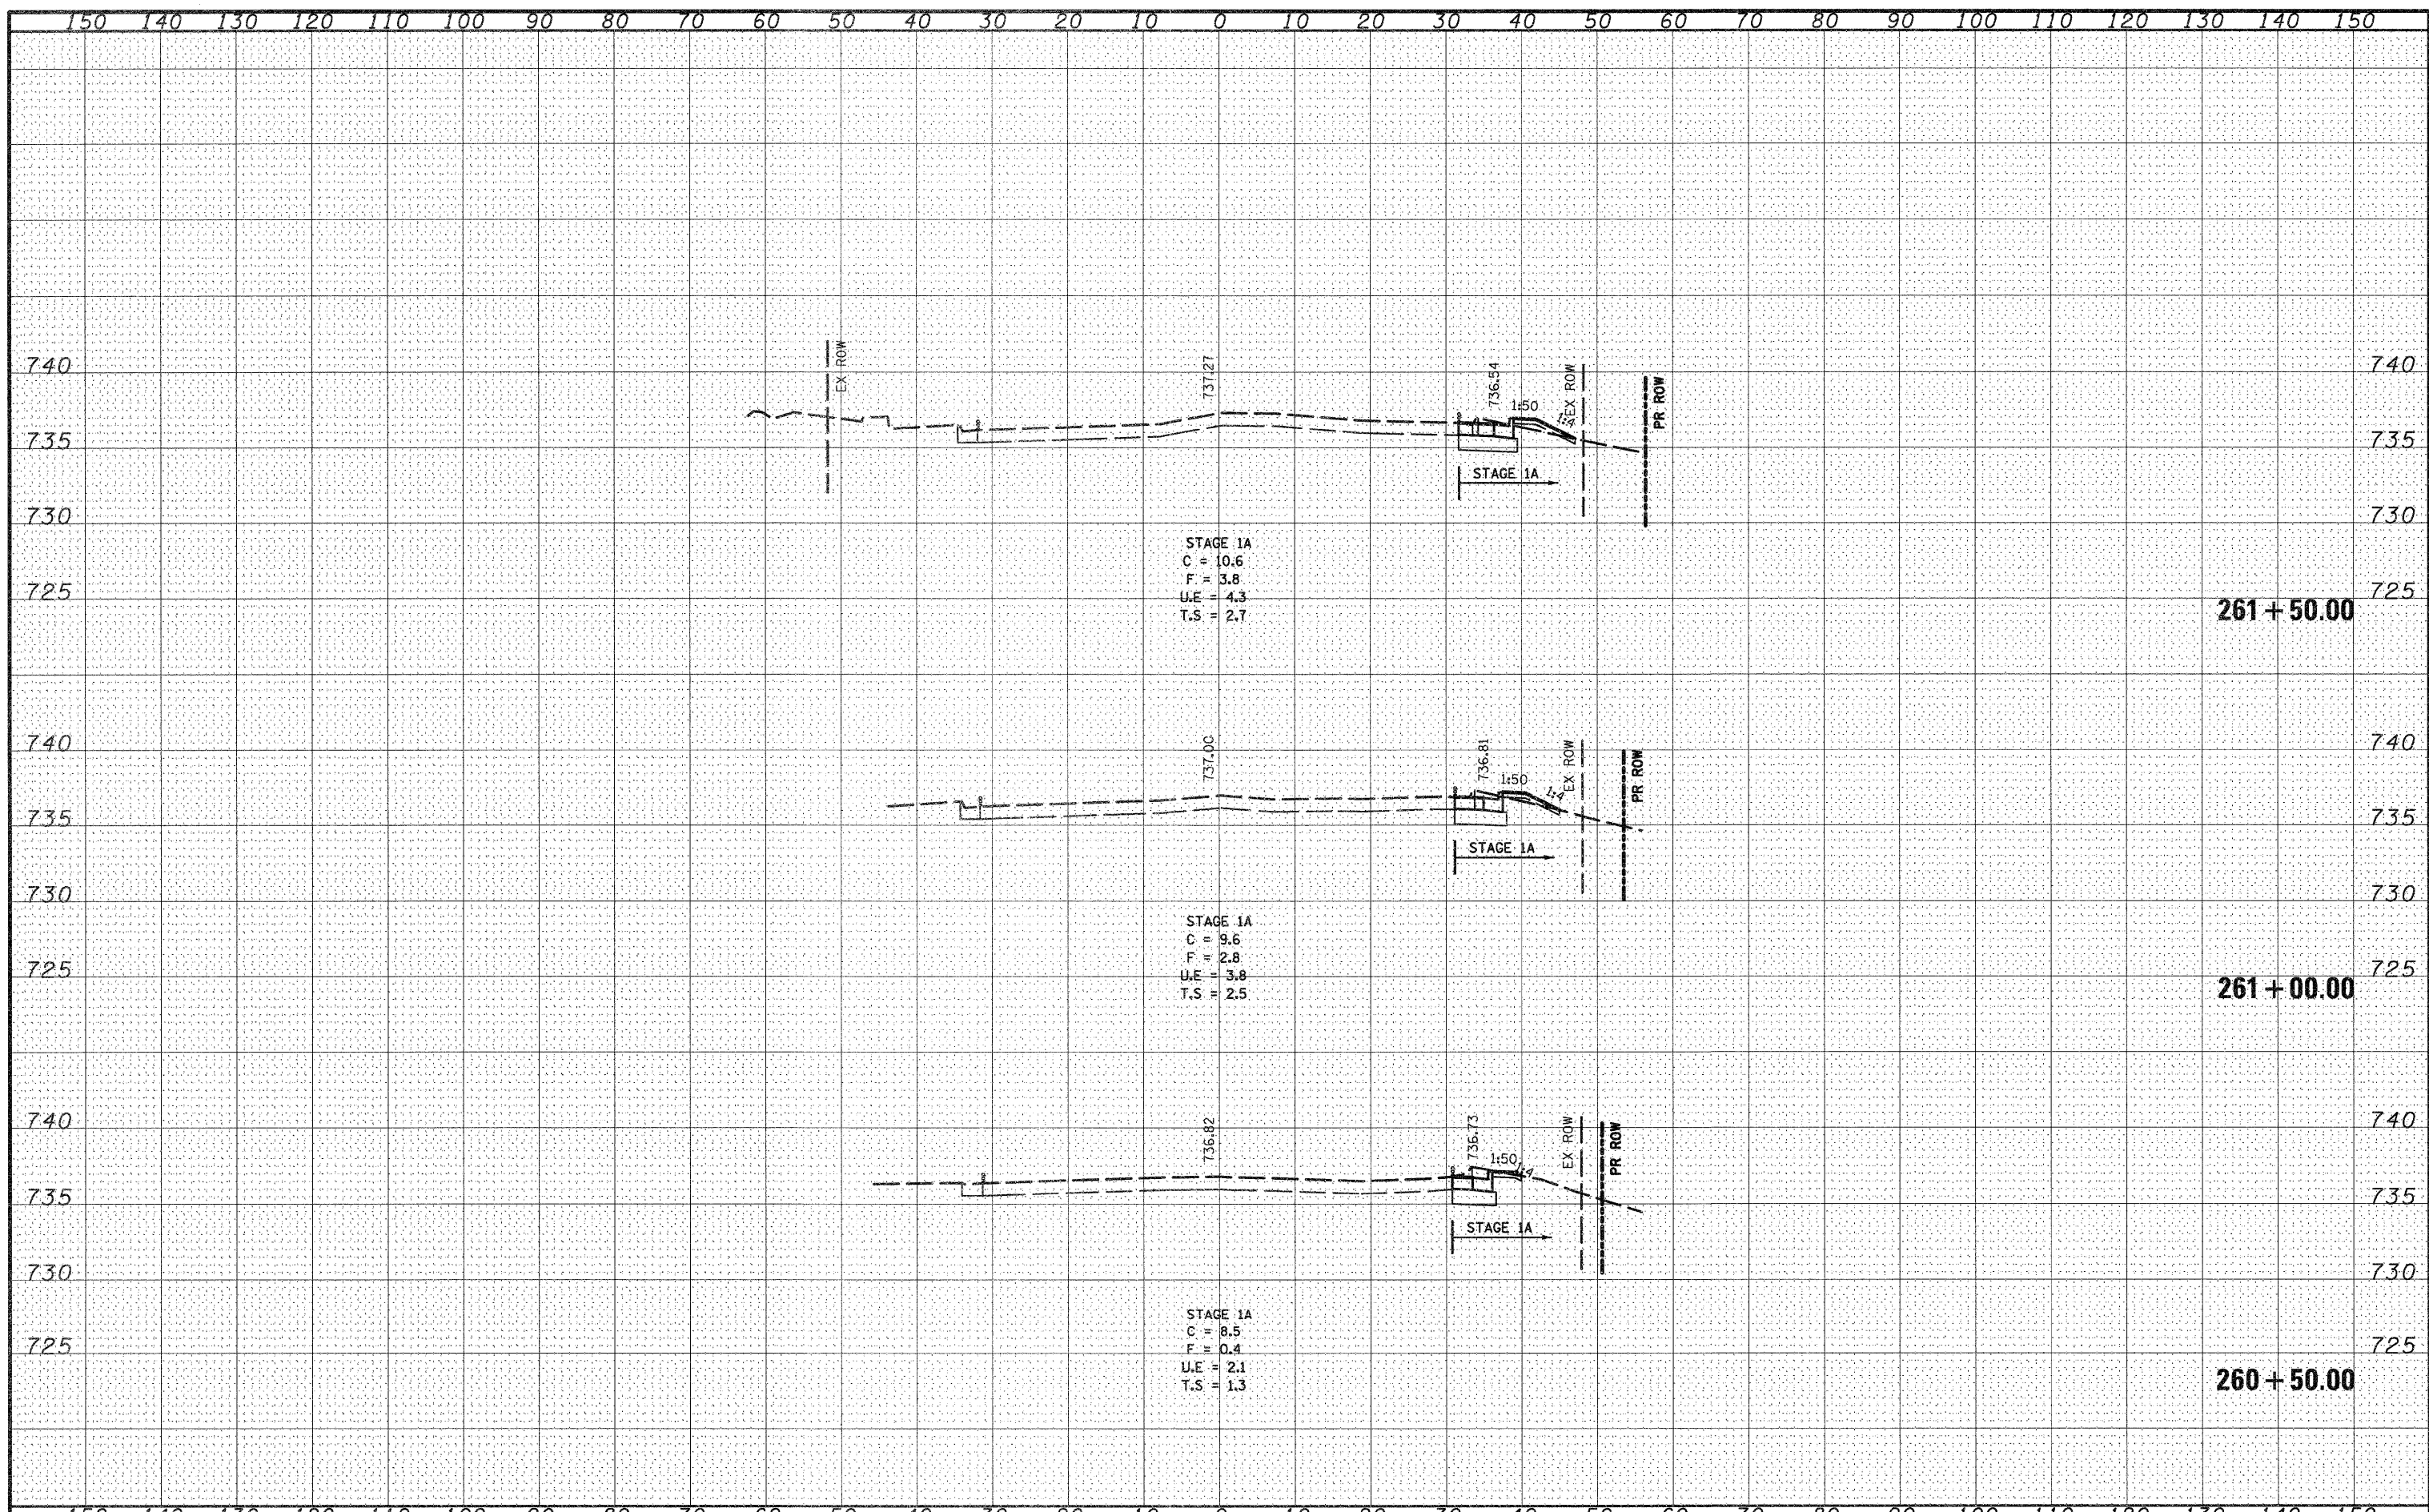 150 140 130 120 110 100 90 80 70 60 50 40 30 20 10 0 10 20 30 40 50 60 70 80 90 100 110 120 130 140 150
740 EX ROW 737.27 736.54 EX ROW PR ROW 740
1:50 1:4
735 735
STAGE 1A
730 730
STAGE 1A
C = 10.6
F = 3.8
725 U.E = 4.3 725
T.S = 2.7 261 + 50.00
740 737.00 736.81 EX ROW PR ROW 740
1:50 1:4
735 735
STAGE 1A
730 730
STAGE 1A
C = 9.6
F = 2.8
725 U.E = 3.8 725
T.S = 2.5 261 + 00.00
740 736.82 736.73 EX ROW PR ROW 740
1:50 1:4
735 735
STAGE 1A
730 730
STAGE 1A
C = 8.5
F = 0.4
725 725
U.E = 2.1
T.S = 1.3 260 + 50.00